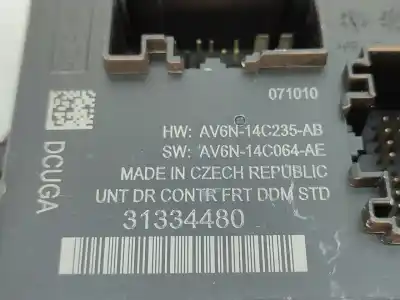 071010
HW: AV6N-14C235-AB
SW: AV6N-14C064-AE
MADE IN CZECH REPUBLIC
UNT DR CONTR FRT DDM STD
31334480
DCUGA